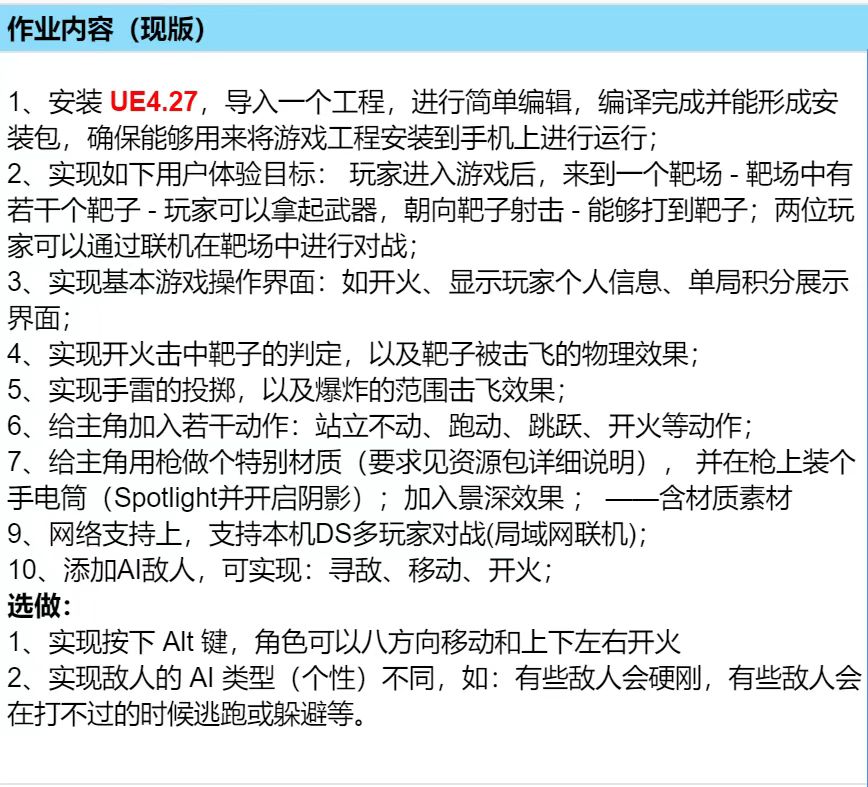 作业内容（现版）
1、安装 UE4.27，导入一个工程，进行简单编辑，编译完成并能形成安
装包，确保能够用来将游戏工程安装到手机上进行运行；
2、实现如下用户体验目标： 玩家进入游戏后，来到一个靶场 - 靶场中有
若干个靶子 - 玩家可以拿起武器，朝向靶子射击 - 能够打到靶子；两位玩
家可以通过联机在靶场中进行对战；
3、实现基本游戏操作界面：如开火、显示玩家个人信息、单局积分展示
界面；
4、实现开火击中靶子的判定，以及靶子被击飞的物理效果；
5、实现手雷的投掷，以及爆炸的范围击飞效果；
6、给主角加入若干动作：站立不动、跑动、跳跃、开火等动作；
7、给主角用枪做个特别材质（要求见资源包详细说明）， 并在枪上装个
手电筒（Spotlight并开启阴影）；加入景深效果 ； ——含材质素材
9、网络支持上，支持本机DS多玩家对战(局域网联机)；
10、添加AI敌人，可实现：寻敌、移动、开火；
选做：
1、实现按下 Alt 键，角色可以八方向移动和上下左右开火
2、实现敌人的 AI 类型（个性）不同，如：有些敌人会硬刚，有些敌人会
在打不过的时候逃跑或躲避等。